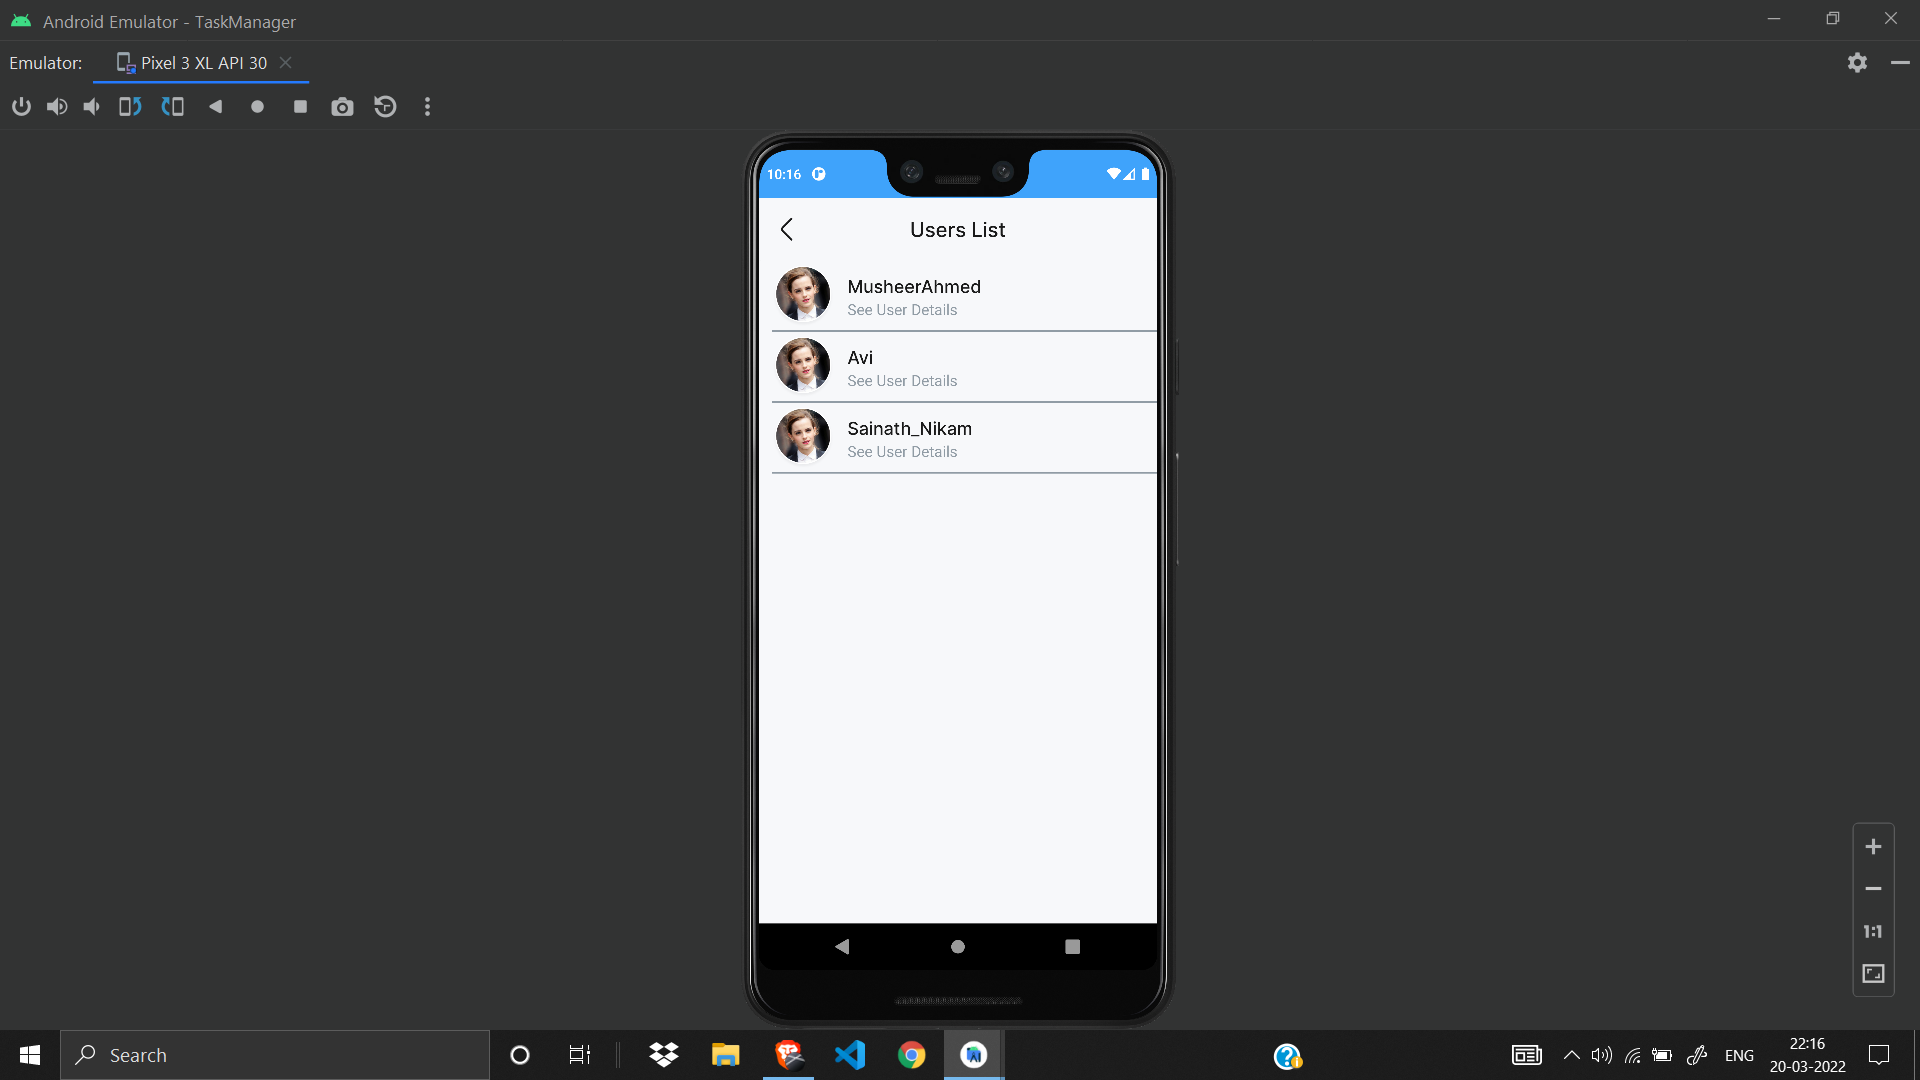 Android Emulator - TaskManager
Emulator: Pixel 3 XL API 30
10:16
Users List
MusheerAhmed
See User Details
Avi
See User Details
Sainath_Nikam
See User Details
1:1
Search
ENG
22:16
20-03-2022